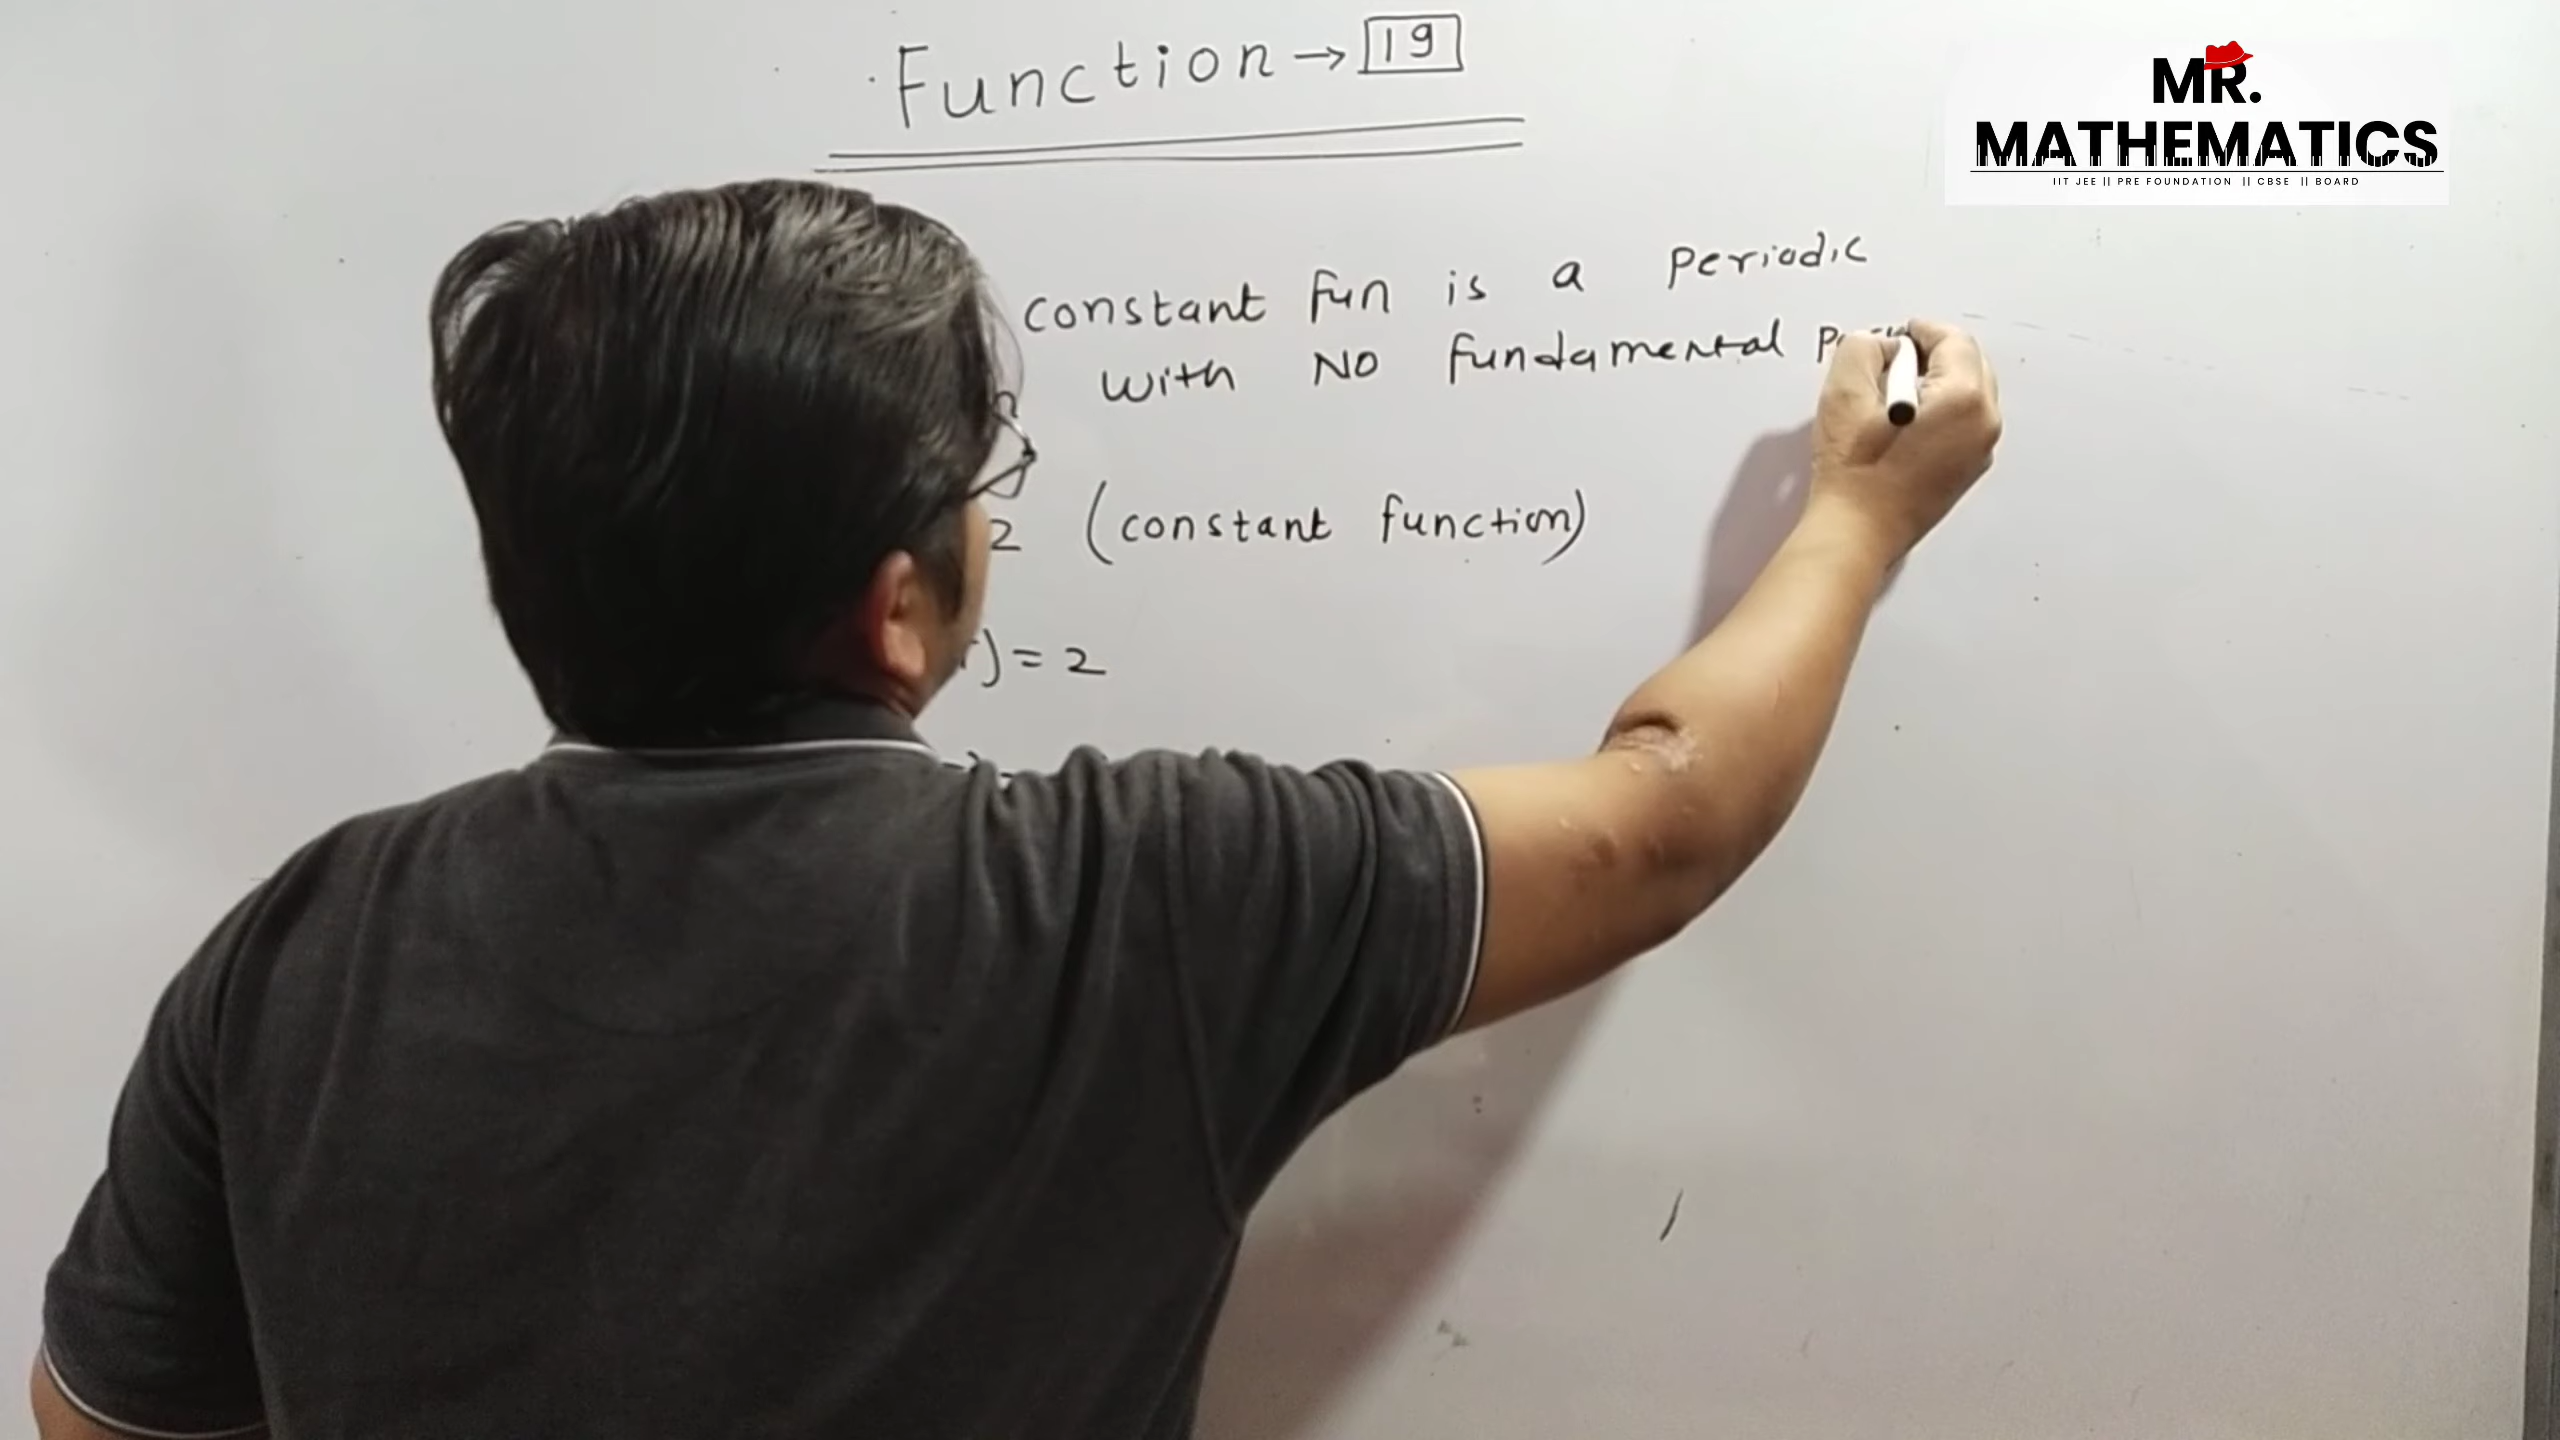 Function → 19
MR.
MATHEMATICS
IIT JEE || PRE FOUNDATION || CBSE || BOARD
constant fun is a periodic
with NO fundamental
2 (constant function)
) = 2